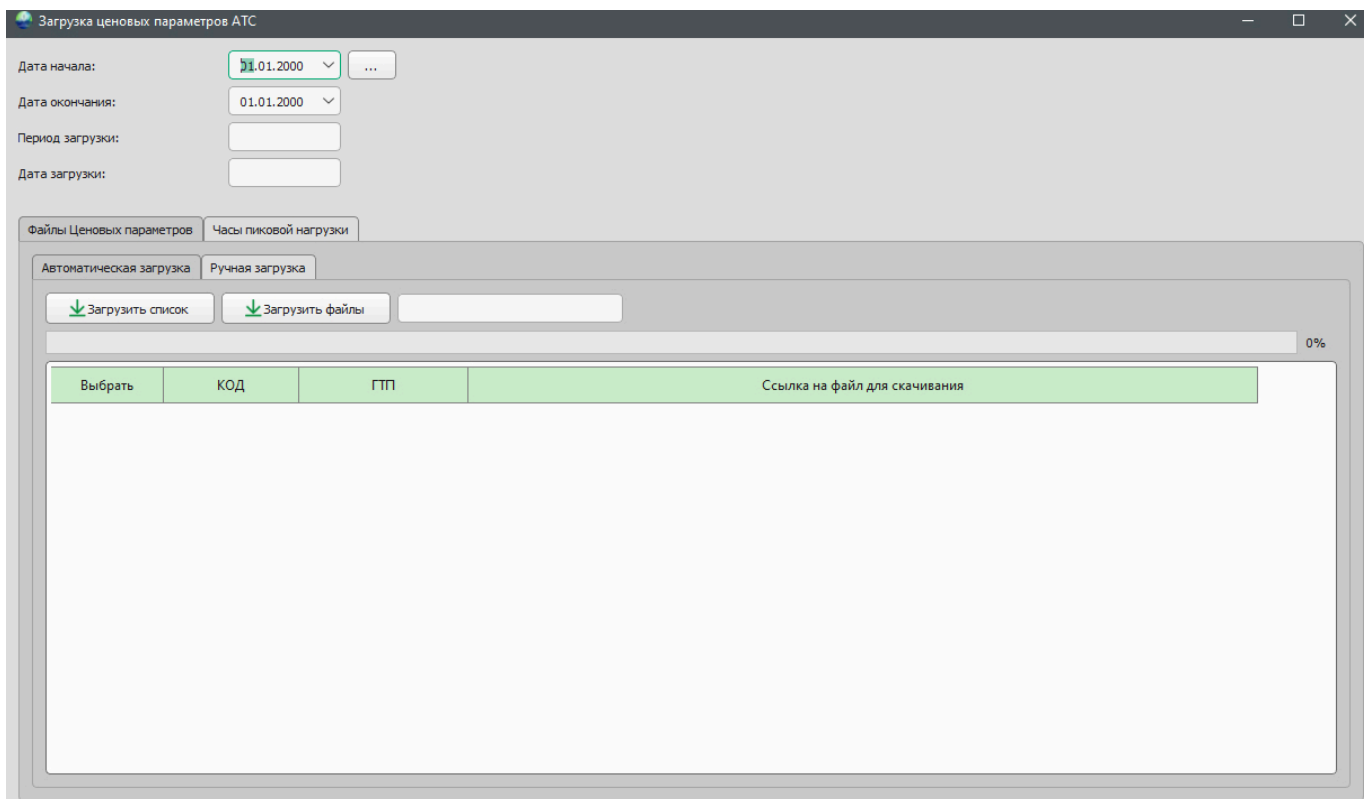 Загрузка ценовых параметров АТС
Дата начала: 01.01.2000 ...
Дата окончания: 01.01.2000
Период загрузки:
Дата загрузки:
Файлы Ценовых параметров Часы пиковой нагрузки
Автоматическая загрузка Ручная загрузка
Загрузить список Загрузить файлы
0%
Выбрать КОД ГТП Ссылка на файл для скачивания